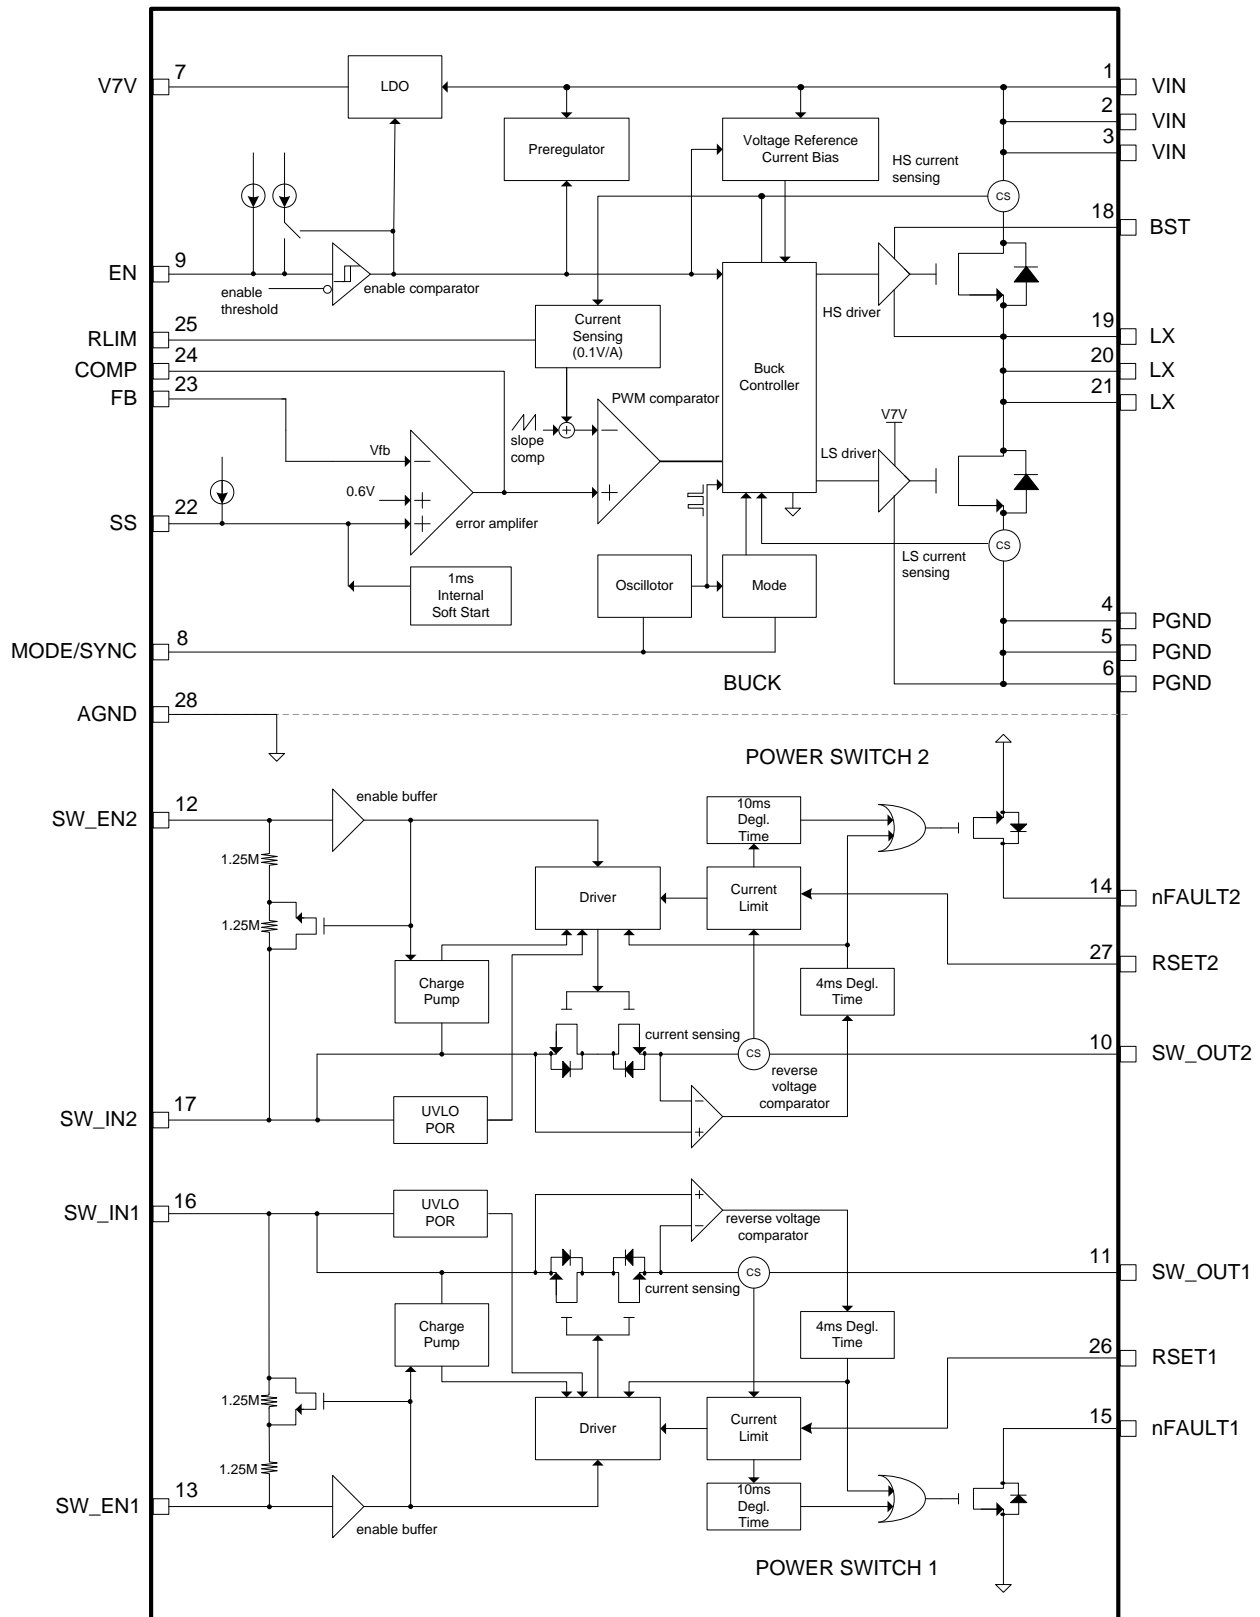 V7V
7
LDO
1
VIN
2
VIN
3
VIN
Preregulator
Voltage Reference
Current Bias
HS current
sensing
CS
18
BST
EN
9
enable
threshold
enable comparator
HS driver
RLIM
25
Current
Sensing
(0.1V/A)
19
LX
COMP
24
20
LX
FB
23
21
LX
Buck
Controller
PWM comparator
slope
comp
V7V
LS driver
Vfb
0.6V
SS
22
error amplifer
CS
LS current
sensing
1ms
Internal
Soft Start
Oscillotor
Mode
4
PGND
MODE/SYNC
8
5
PGND
BUCK
6
PGND
AGND
28
POWER SWITCH 2
SW_EN2
12
enable buffer
10ms
Degl.
Time
1.25M
Driver
Current
Limit
14
nFAULT2
1.25M
27
RSET2
Charge
Pump
4ms Degl.
Time
current sensing
CS
10
SW_OUT2
reverse
voltage
comparator
SW_IN2
17
UVLO
POR
SW_IN1
16
UVLO
POR
reverse voltage
comparator
11
SW_OUT1
CS
current sensing
Charge
Pump
4ms Degl.
Time
26
RSET1
1.25M
Driver
Current
Limit
15
nFAULT1
1.25M
10ms
Degl.
Time
SW_EN1
13
enable buffer
POWER SWITCH 1